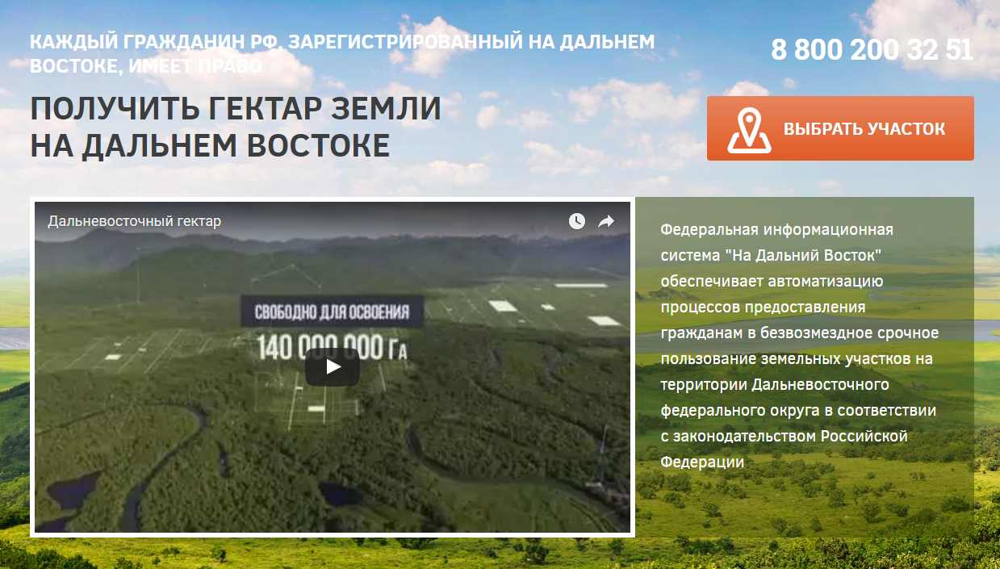 КАЖДЫЙ ГРАЖДАНИН РФ, ЗАРЕГИСТРИРОВАННЫЙ НА ДАЛЬНЕМ
ВОСТОКЕ, ИМЕЕТ ПРАВО
8 800 200 32 51
ПОЛУЧИТЬ ГЕКТАР ЗЕМЛИ
НА ДАЛЬНЕМ ВОСТОКЕ
ВЫБРАТЬ УЧАСТОК
Дальневосточный гектар
СВОБОДНО ДЛЯ ОСВОЕНИЯ
140 000 000 ГА
Федеральная информационная
система "На Дальний Восток"
обеспечивает автоматизацию
процессов предоставления
гражданам в безвозмездное срочное
пользование земельных участков на
территории Дальневосточного
федерального округа в соответствии
с законодательством Российской
Федерации